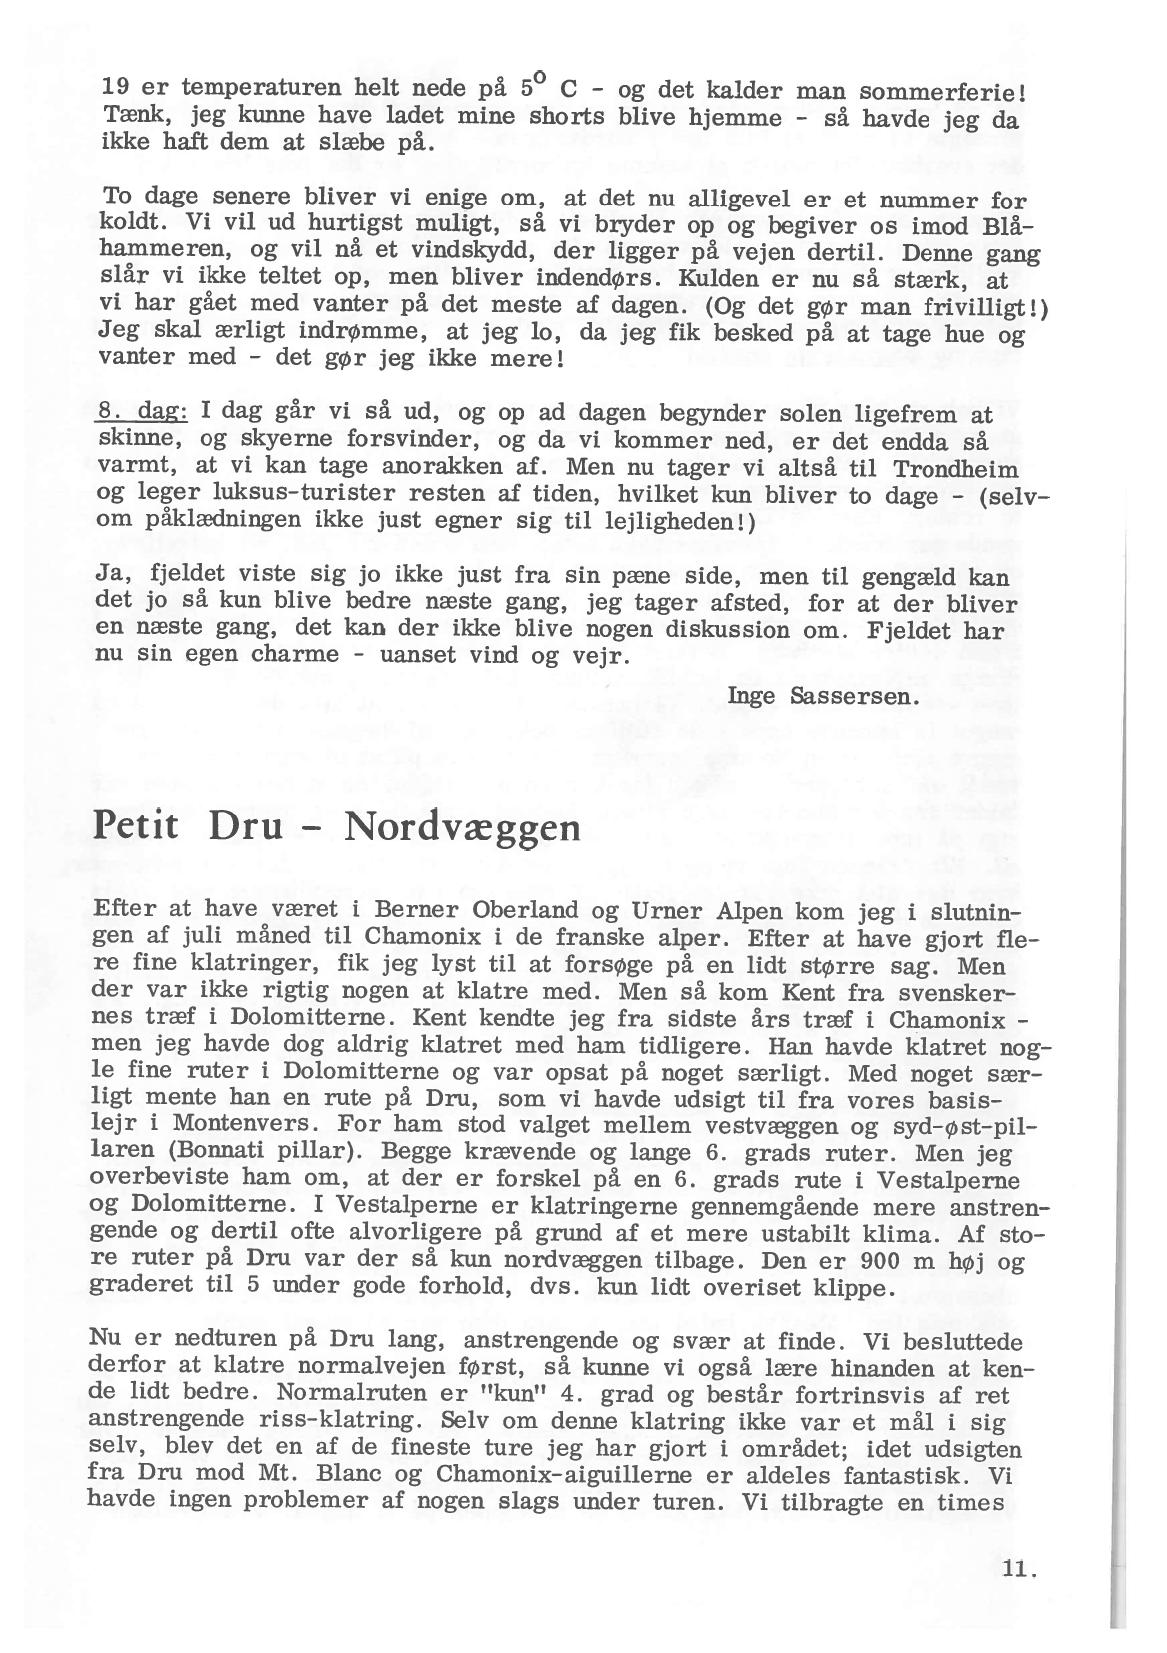 19 er temperaturen helt nede på 5⁰ C - og det kalder man sommerferie!
Tænk, jeg kunne have ladet mine shorts blive hjemme - så havde jeg da
ikke haft dem at slæbe på.
To dage senere bliver vi enige om, at det nu alligevel er et nummer for
koldt. Vi vil ud hurtigst muligt, så vi bryder op og begiver os imod Blå-
hammeren, og vil nå et vindskydd, der ligger på vejen dertil. Denne gang
slår vi ikke teltet op, men bliver indendørs. Kulden er nu så stærk, at
vi har gået med vanter på det meste af dagen. (Og det gør man frivilligt!)
Jeg skal ærligt indrømme, at jeg lo, da jeg fik besked på at tage hue og
vanter med - det gør jeg ikke mere!
8. dag: I dag går vi så ud, og op ad dagen begynder solen ligefrem at
skinne, og skyerne forsvinder, og da vi kommer ned, er det endda så
varmt, at vi kan tage anorakken af. Men nu tager vi altså til Trondheim
og leger luksus-turister resten af tiden, hvilket kun bliver to dage - (selv-
om påklædningen ikke just egner sig til lejligheden!)
Ja, fjeldet viste sig jo ikke just fra sin pæne side, men til gengæld kan
det jo så kun blive bedre næste gang, jeg tager afsted, for at der bliver
en næste gang, det kan der ikke blive nogen diskussion om. Fjeldet har
nu sin egen charme - uanset vind og vejr.
Inge Sassersen.
Petit Dru - Nordvæggen
Efter at have været i Berner Oberland og Urner Alpen kom jeg i slutnin-
gen af juli måned til Chamonix i de franske alper. Efter at have gjort fle-
re fine klatringer, fik jeg lyst til at forsøge på en lidt større sag. Men
der var ikke rigtig nogen at klatre med. Men så kom Kent fra svensker-
nes træf i Dolomitterne. Kent kendte jeg fra sidste års træf i Chamonix -
men jeg havde dog aldrig klatret med ham tidligere. Han havde klatret nog-
le fine ruter i Dolomitterne og var opsat på noget særligt. Med noget sær-
ligt mente han en rute på Dru, som vi havde udsigt til fra vores basis-
lejr i Montenvers. For ham stod valget mellem vestvæggen og syd-øst-pil-
laren (Bonnati pillar). Begge krævende og lange 6. grads ruter. Men jeg
overbeviste ham om, at der er forskel på en 6. grads rute i Vestalperne
og Dolomitterne. I Vestalperne er klatringerne gennemgående mere anstren-
gende og dertil ofte alvorligere på grund af et mere ustabilt klima. Af sto-
re ruter på Dru var der så kun nordvæggen tilbage. Den er 900 m høj og
graderet til 5 under gode forhold, dvs. kun lidt overiset klippe.
Nu er nedturen på Dru lang, anstrengende og svær at finde. Vi besluttede
derfor at klatre normalvejen først, så kunne vi også lære hinanden at ken-
de lidt bedre. Normalruten er "kun" 4. grad og består fortrinsvis af ret
anstrengende riss-klatring. Selv om denne klatring ikke var et mål i sig
selv, blev det en af de fineste ture jeg har gjort i området; idet udsigten
fra Dru mod Mt. Blanc og Chamonix-aiguillerne er aldeles fantastisk. Vi
havde ingen problemer af nogen slags under turen. Vi tilbragte en times
11.